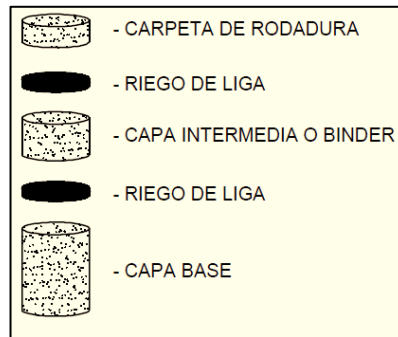 - CARPETA DE RODADURA
- RIEGO DE LIGA
- CAPA INTERMEDIA O BINDER
- RIEGO DE LIGA
- CAPA BASE